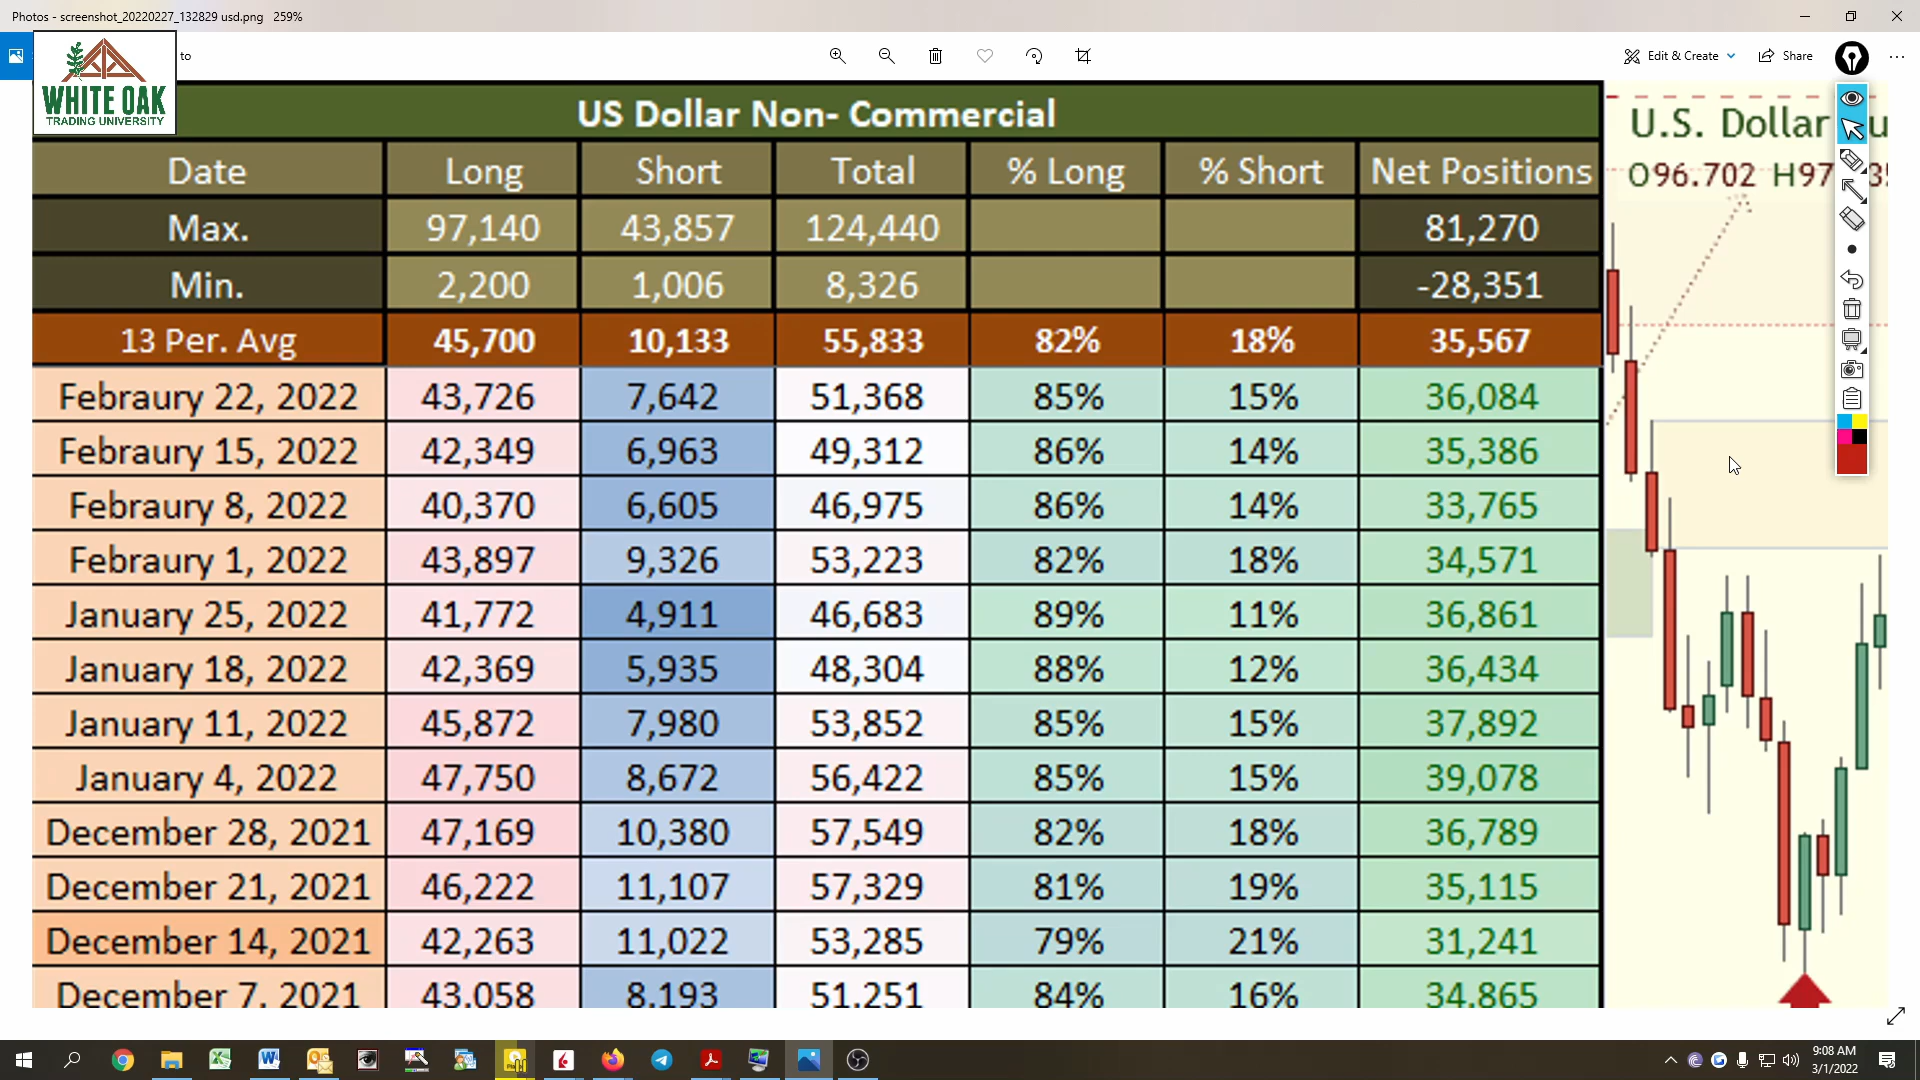 Photos - screenshot_20220227_132829 usd.png 259%
to
Edit & Create
Share
WHITE OAK
TRADING UNIVERSITY
US Dollar Non- Commercial
U.S. Dollar
O96.702 H97
Date Long Short Total % Long % Short Net Positions
Max. 97,140 43,857 124,440 81,270
Min. 2,200 1,006 8,326 -28,351
13 Per. Avg 45,700 10,133 55,833 82% 18% 35,567
Febraury 22, 2022 43,726 7,642 51,368 85% 15% 36,084
Febraury 15, 2022 42,349 6,963 49,312 86% 14% 35,386
Febraury 8, 2022 40,370 6,605 46,975 86% 14% 33,765
Febraury 1, 2022 43,897 9,326 53,223 82% 18% 34,571
January 25, 2022 41,772 4,911 46,683 89% 11% 36,861
January 18, 2022 42,369 5,935 48,304 88% 12% 36,434
January 11, 2022 45,872 7,980 53,852 85% 15% 37,892
January 4, 2022 47,750 8,672 56,422 85% 15% 39,078
December 28, 2021 47,169 10,380 57,549 82% 18% 36,789
December 21, 2021 46,222 11,107 57,329 81% 19% 35,115
December 14, 2021 42,263 11,022 53,285 79% 21% 31,241
December 7, 2021 43,058 8,193 51,251 84% 16% 34,865
9:08 AM
3/1/2022